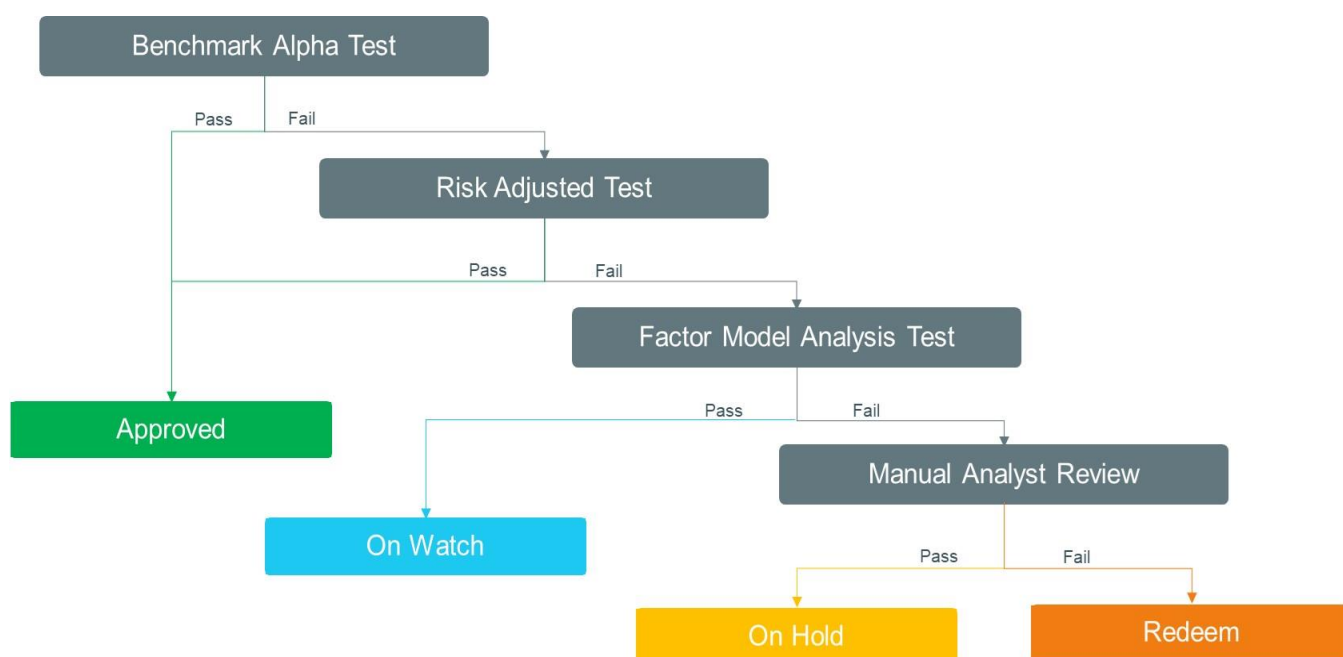 Benchmark Alpha Test
Pass
Fail
Risk Adjusted Test
Pass
Fail
Factor Model Analysis Test
Pass
Fail
Approved
Manual Analyst Review
On Watch
Pass
Fail
On Hold
Redeem